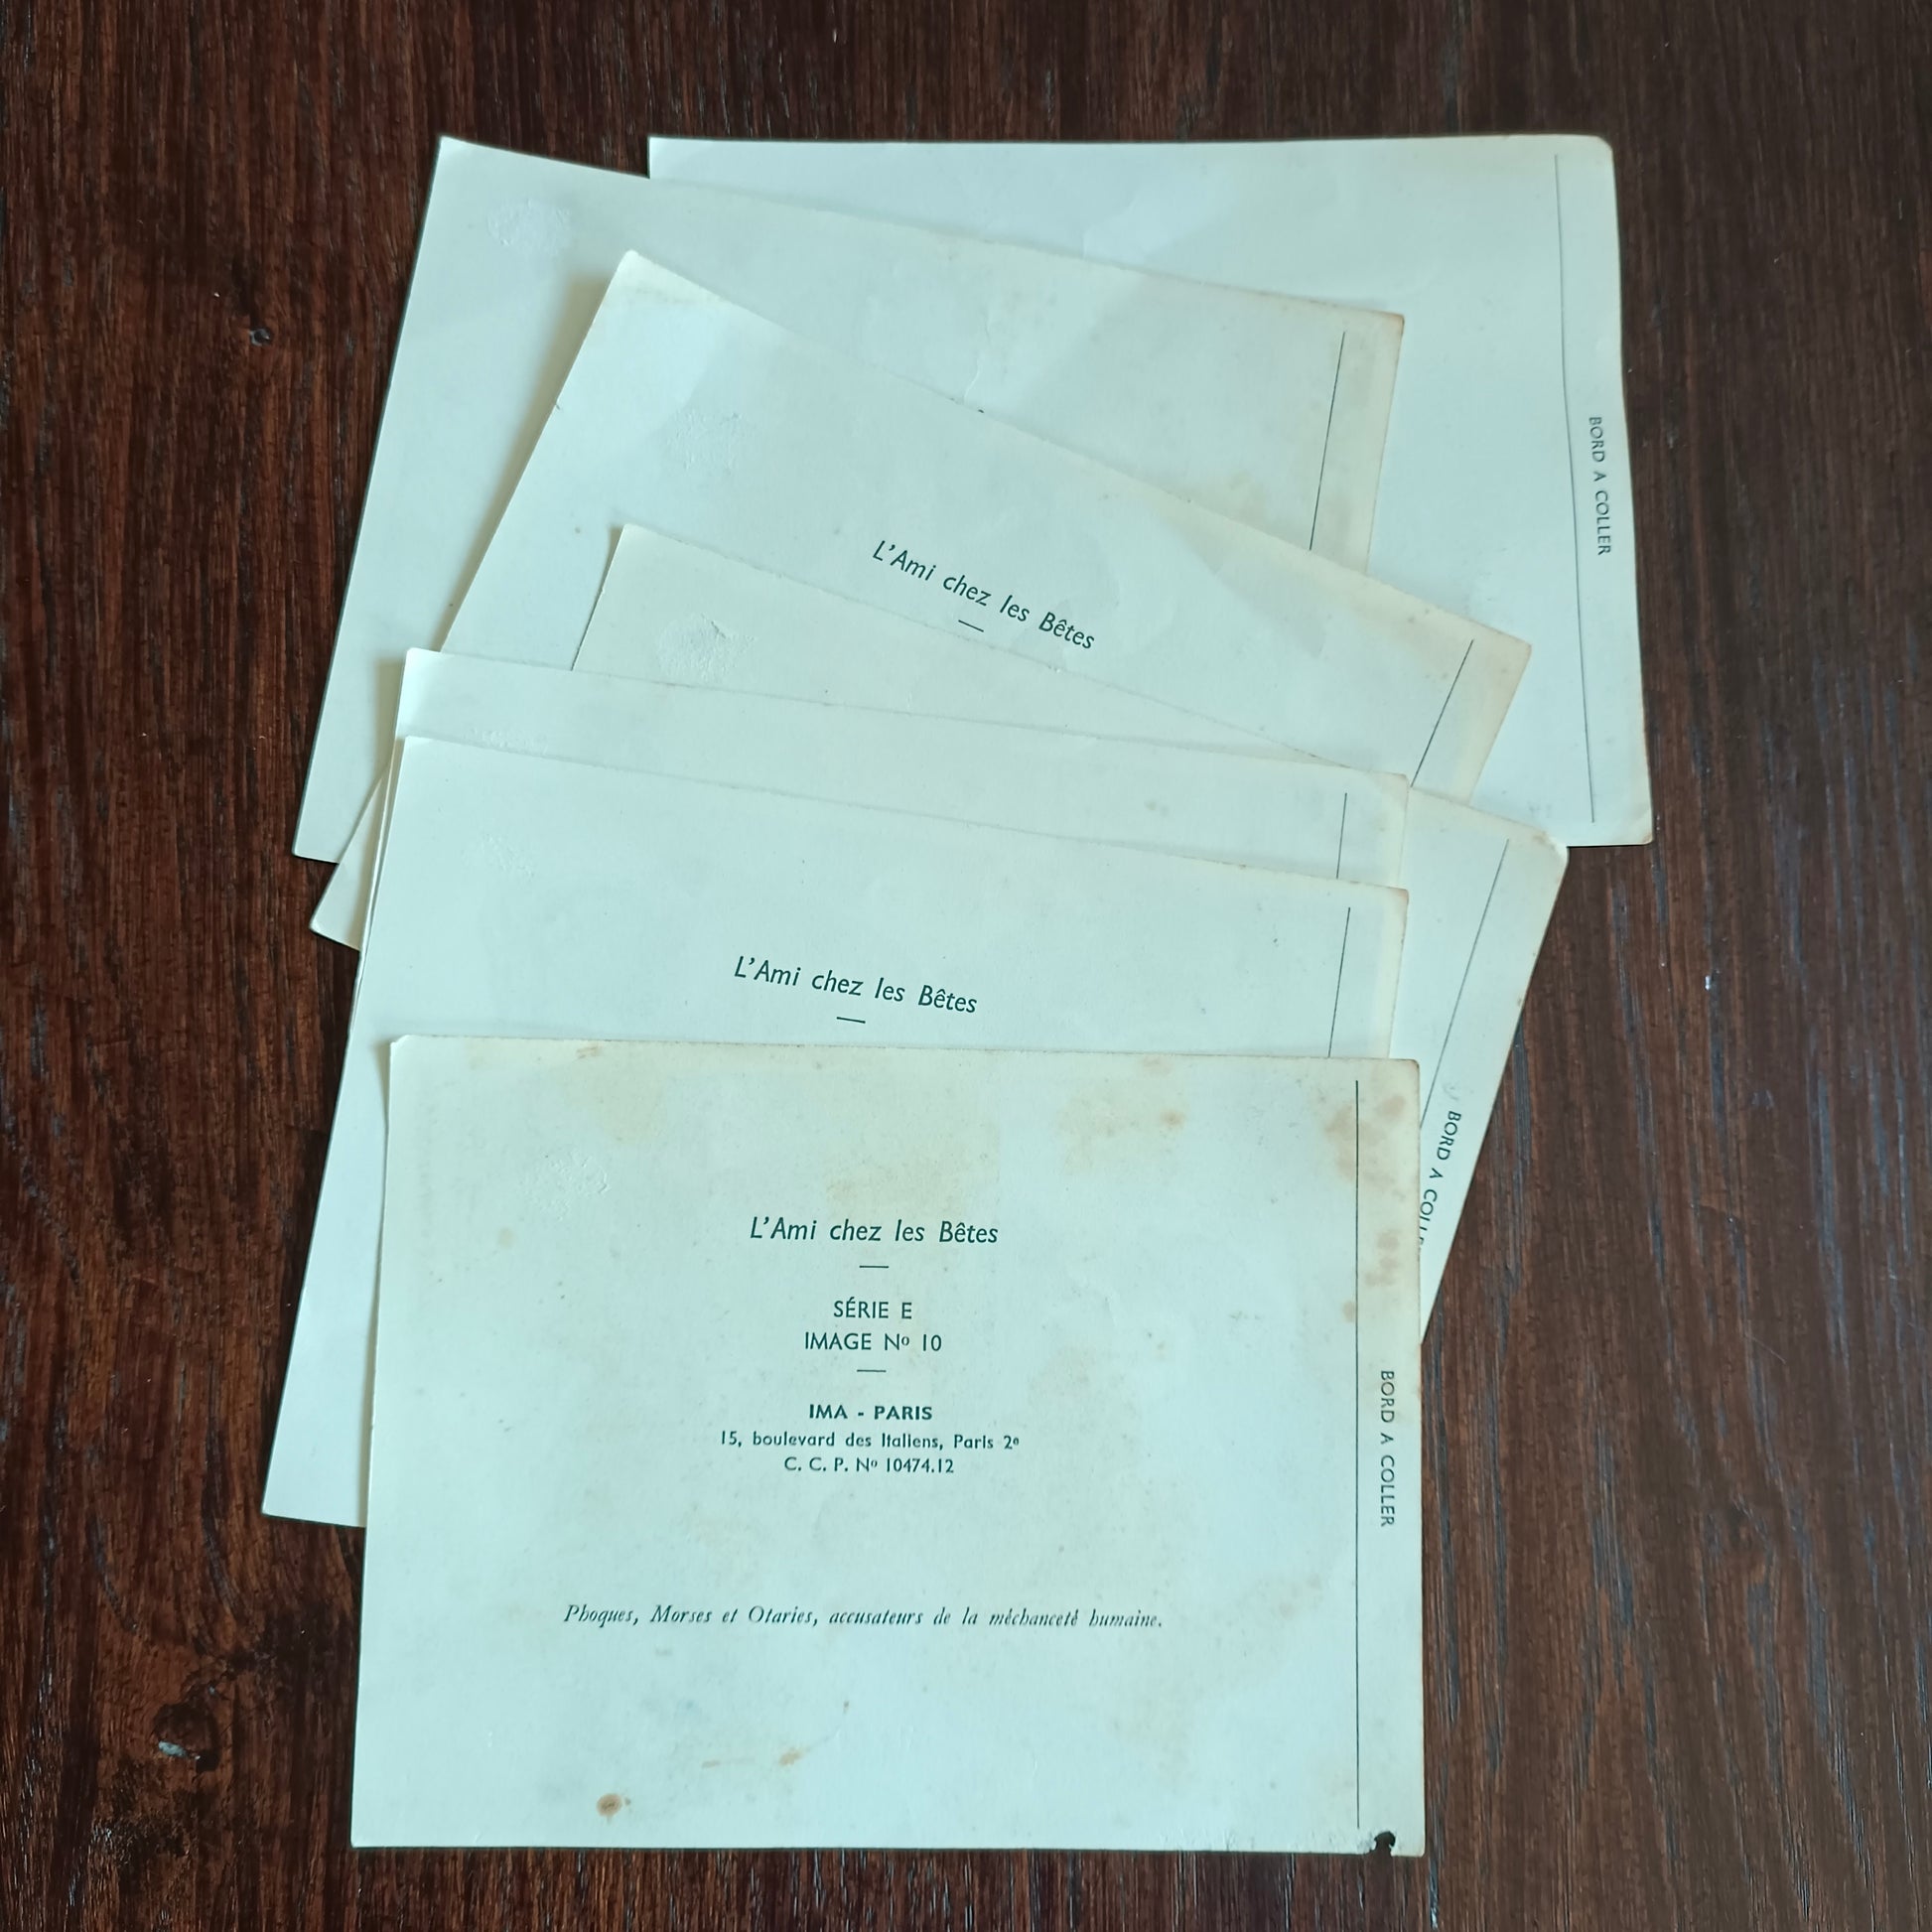 BORD A COLLER
L'Ami chez les Bêtes
L'Ami chez les Bêtes
BORD A
L'Ami chez les Bêtes
SÉRIE E
IMAGE Nº 10
IMA - PARIS
15, boulevard des Italiens, Paris 2e
C. C. P. Nº 10474.12
BORD A COLLER
Phoques, Morses et Otaries, accusateurs de la méchanceté humaine.